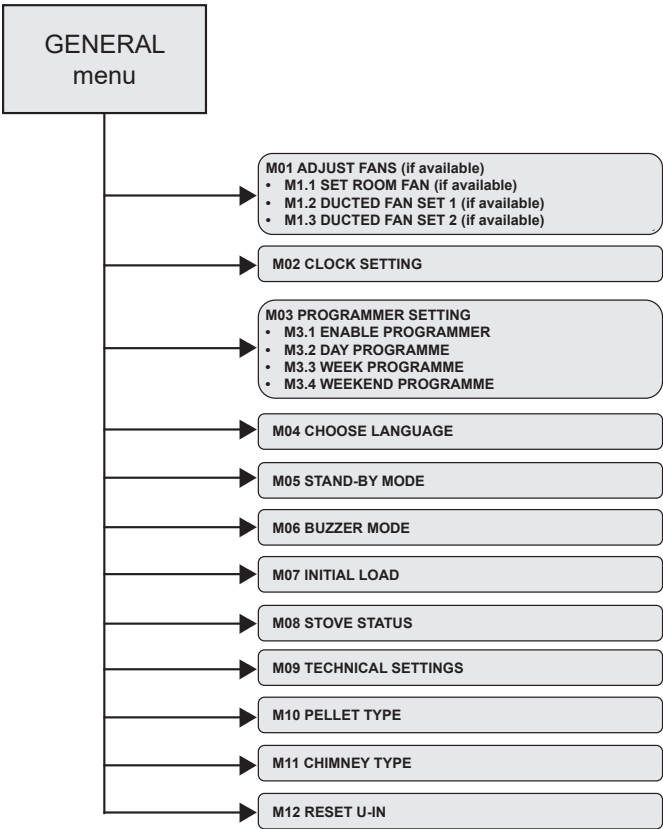 GENERAL
menu
M01 ADJUST FANS (if available)
• M1.1 SET ROOM FAN (if available)
• M1.2 DUCTED FAN SET 1 (if available)
• M1.3 DUCTED FAN SET 2 (if available)
M02 CLOCK SETTING
M03 PROGRAMMER SETTING
• M3.1 ENABLE PROGRAMMER
• M3.2 DAY PROGRAMME
• M3.3 WEEK PROGRAMME
• M3.4 WEEKEND PROGRAMME
M04 CHOOSE LANGUAGE
M05 STAND-BY MODE
M06 BUZZER MODE
M07 INITIAL LOAD
M08 STOVE STATUS
M09 TECHNICAL SETTINGS
M10 PELLET TYPE
M11 CHIMNEY TYPE
M12 RESET U-IN